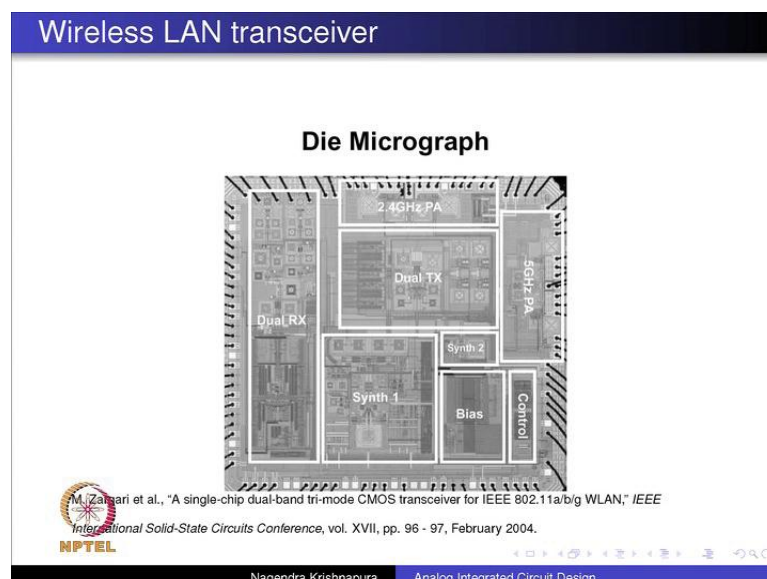 Wireless LAN transceiver
Die Micrograph
2.4GHz PA
Dual TX
5GHz PA
Dual RX
Synth 2
Synth 1
Bias
Control
M. Zargari et al., “A single-chip dual-band tri-mode CMOS transceiver for IEEE 802.11a/b/g WLAN,” IEEE
International Solid-State Circuits Conference, vol. XVII, pp. 96 - 97, February 2004.
NPTEL
Nagendra Krishnapura Analog Integrated Circuit Design